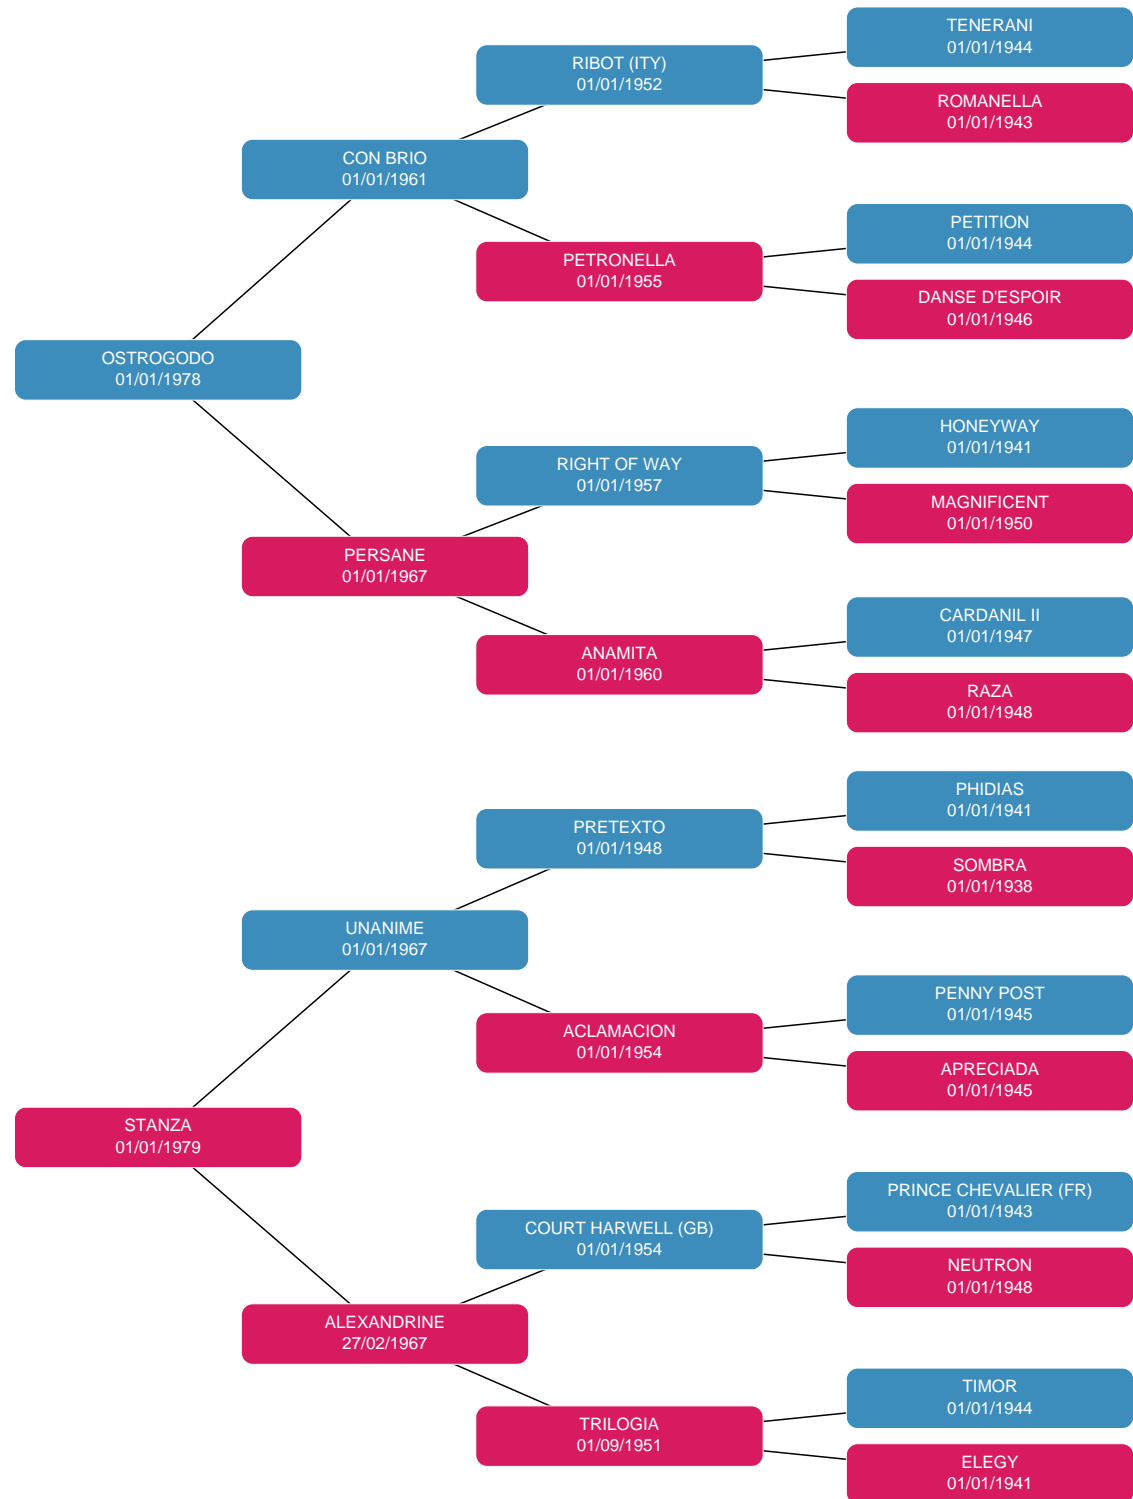 TENERANI
01/01/1944
RIBOT (ITY)
01/01/1952
ROMANELLA
01/01/1943
CON BRIO
01/01/1961
PETITION
01/01/1944
PETRONELLA
01/01/1955
DANSE D'ESPOIR
01/01/1946
OSTROGODO
01/01/1978
HONEYWAY
01/01/1941
RIGHT OF WAY
01/01/1957
MAGNIFICENT
01/01/1950
PERSANE
01/01/1967
CARDANIL II
01/01/1947
ANAMITA
01/01/1960
RAZA
01/01/1948
PHIDIAS
01/01/1941
PRETEXTO
01/01/1948
SOMBRA
01/01/1938
UNANIME
01/01/1967
PENNY POST
01/01/1945
ACLAMACION
01/01/1954
APRECIADA
01/01/1945
STANZA
01/01/1979
PRINCE CHEVALIER (FR)
01/01/1943
COURT HARWELL (GB)
01/01/1954
NEUTRON
01/01/1948
ALEXANDRINE
27/02/1967
TIMOR
01/01/1944
TRILOGIA
01/09/1951
ELEGY
01/01/1941